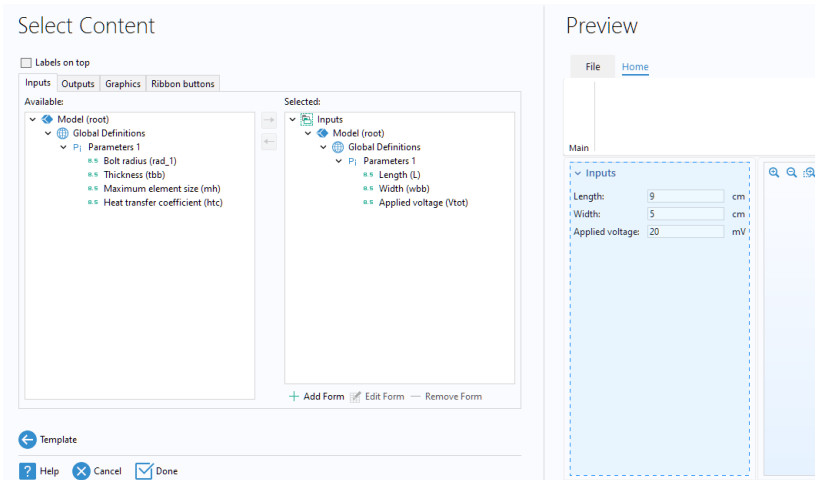 Select Content
Labels on top
Inputs Outputs Graphics Ribbon buttons
Available:
Model (root)
Global Definitions
Pi Parameters 1
Bolt radius (rad_1)
Thickness (tbb)
Maximum element size (mh)
Heat transfer coefficient (htc)
Selected:
Inputs
Model (root)
Global Definitions
Pi Parameters 1
Length (L)
Width (wbb)
Applied voltage (Vtot)
Add Form Edit Form Remove Form
Template
? Help Cancel Done
Preview
File Home
Main
Inputs
Length: 9 cm
Width: 5 cm
Applied voltage: 20 mV